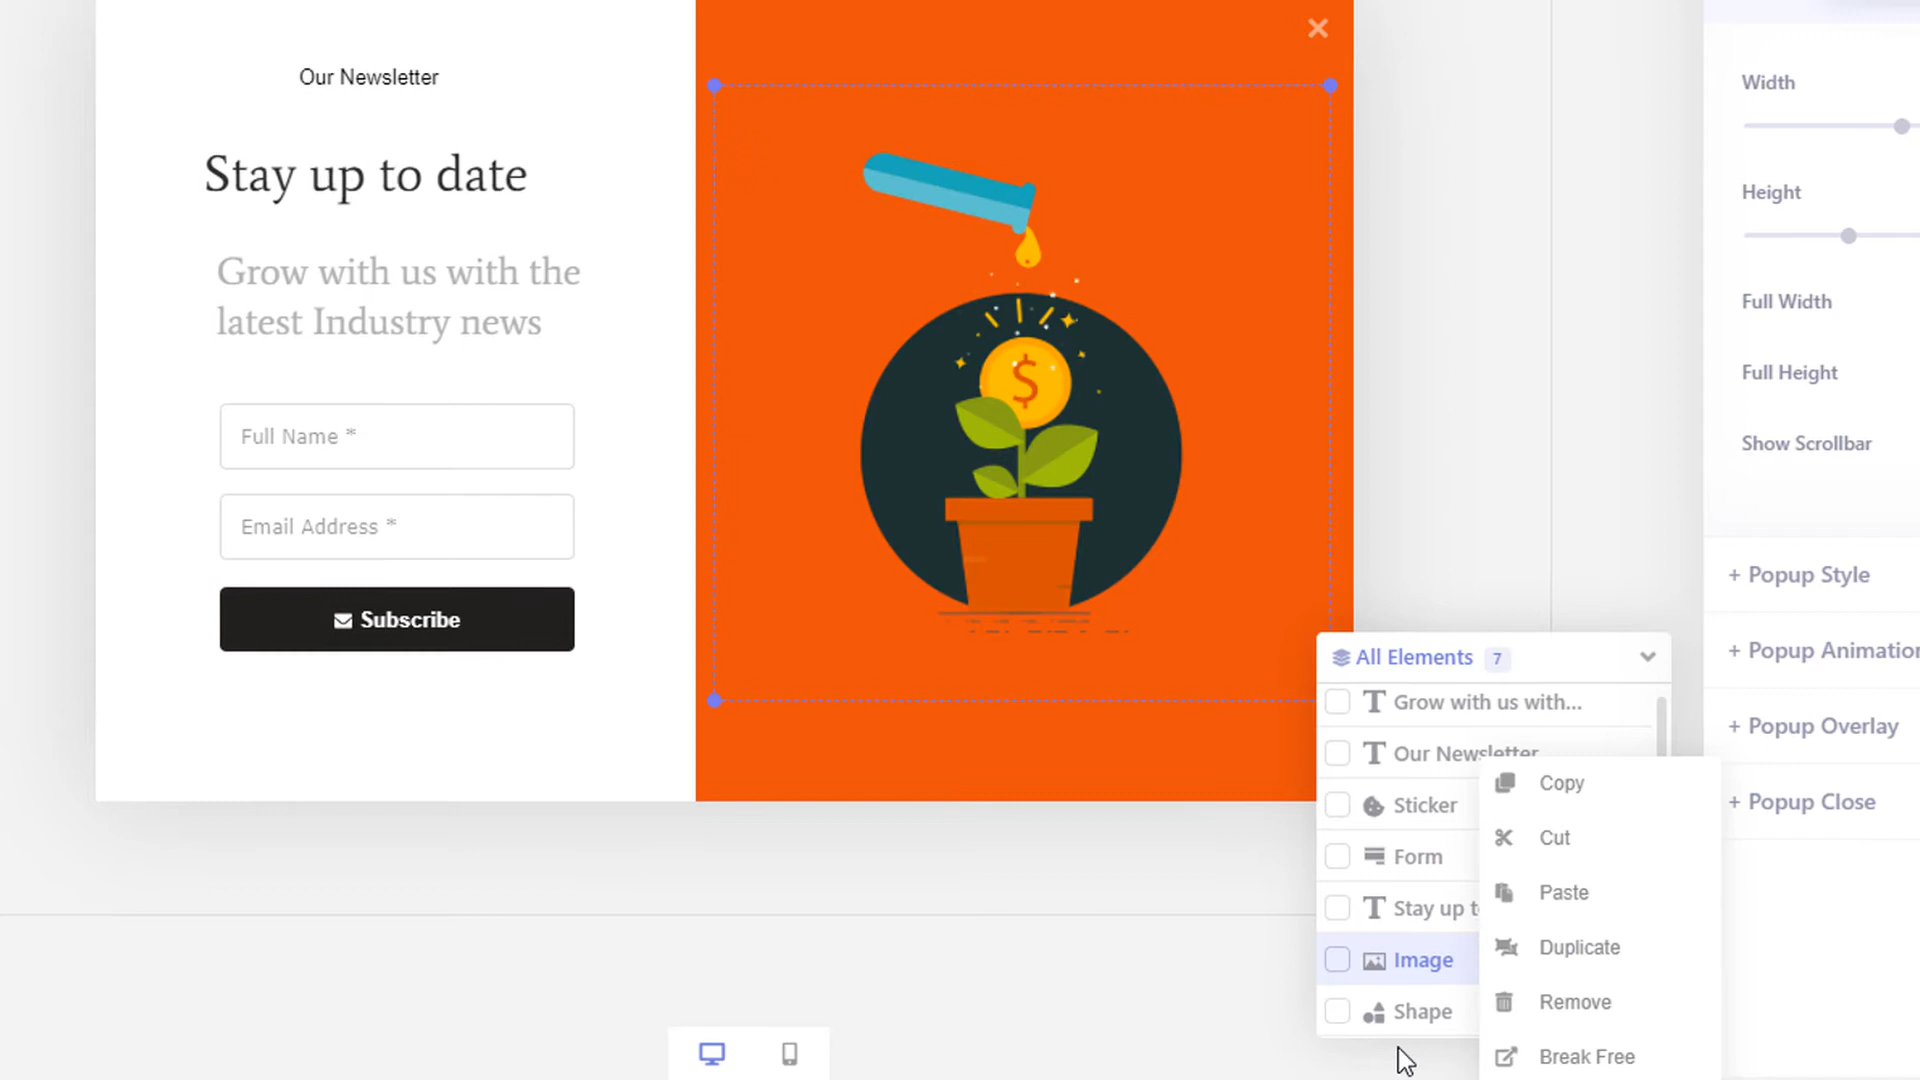 Our Newsletter
Stay up to date
Grow with us with the
latest Industry news
Full Name *
Email Address *
Subscribe
$
Width
Height
Full Width
Full Height
Show Scrollbar
+ Popup Style
+ Popup Animation
+ Popup Overlay
+ Popup Close
All Elements 7
Grow with us with...
Our Newsletter
Sticker
Form
Stay up t
Image
Shape
Copy
Cut
Paste
Duplicate
Remove
Break Free